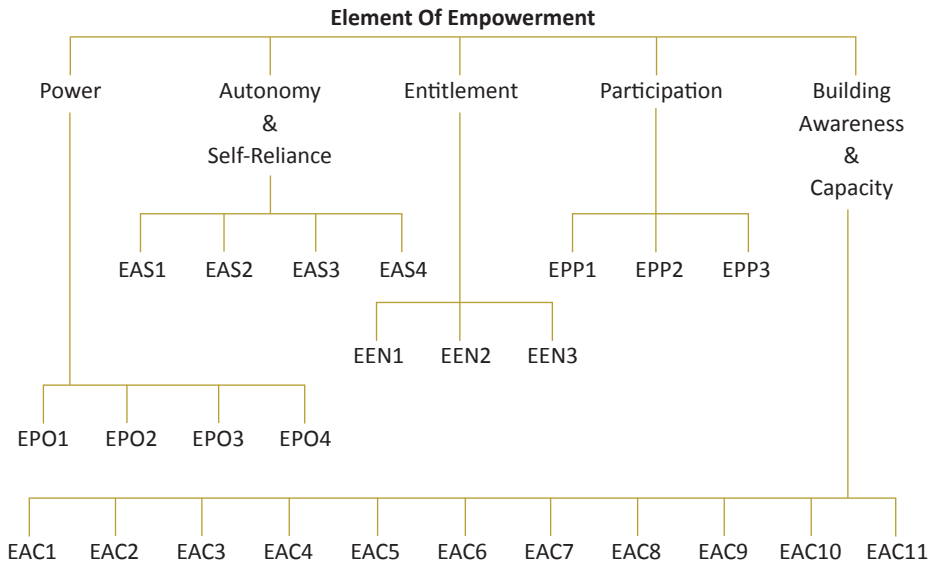 Element Of Empowerment
Power
Autonomy
&
Self-Reliance
Entitlement
Participation
Building
Awareness
&
Capacity
EAS1 EAS2 EAS3 EAS4
EPP1 EPP2 EPP3
EEN1 EEN2 EEN3
EPO1 EPO2 EPO3 EPO4
EAC1 EAC2 EAC3 EAC4 EAC5 EAC6 EAC7 EAC8 EAC9 EAC10 EAC11